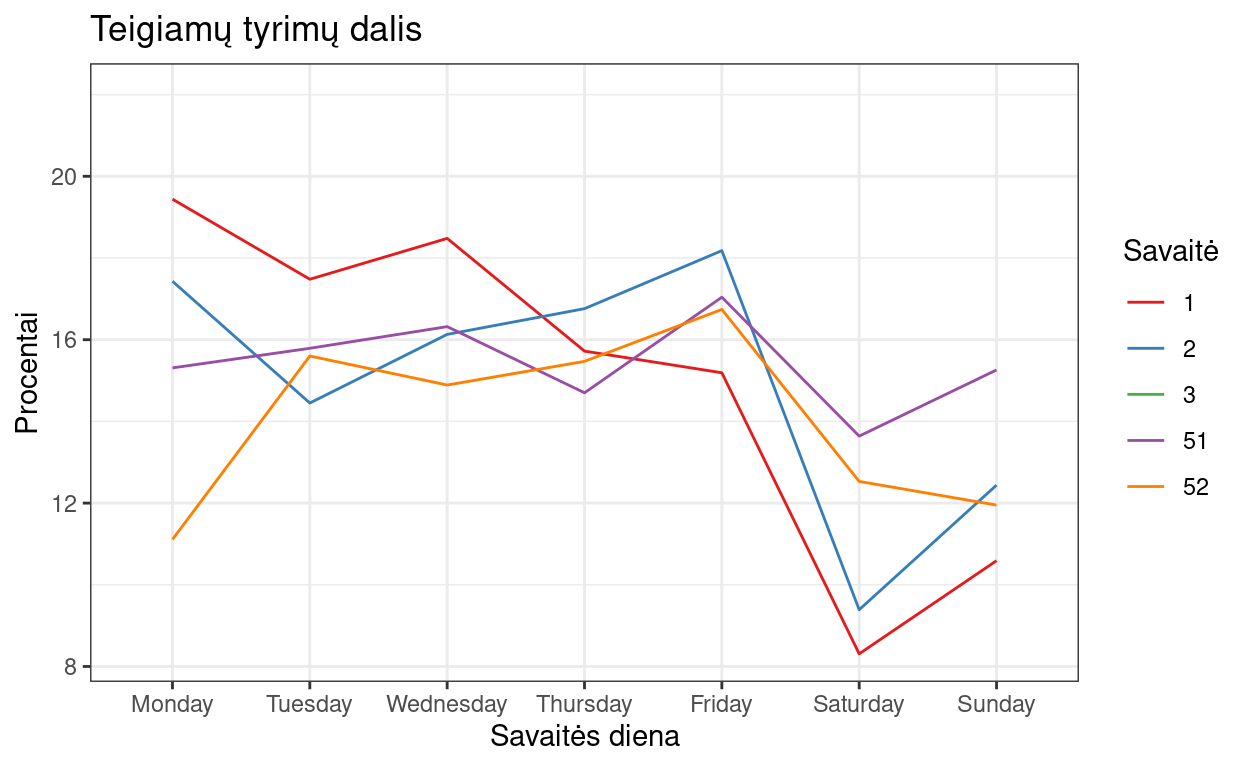 Teigiamų tyrimų dalis
Procentai
20
16
12
8
Monday Tuesday Wednesday Thursday Friday Saturday Sunday
Savaitės diena
Savaitė
1
2
3
51
52